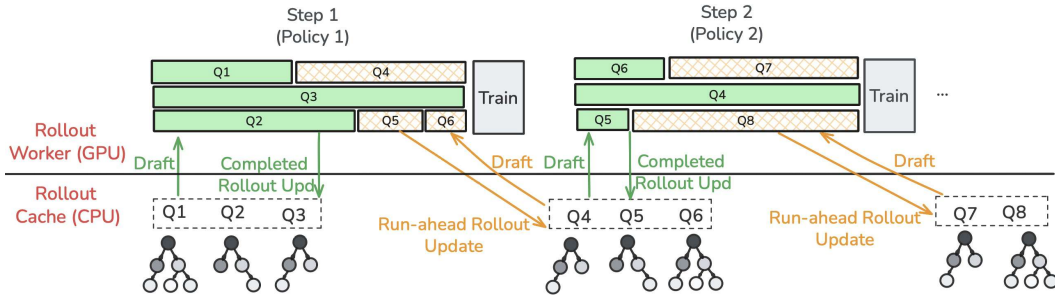 Step 1
(Policy 1)
Step 2
(Policy 2)
Q1
Q4
Q3
Q2
Q5
Q6
Train
Q6
Q7
Q4
Q5
Q8
Train
...
Rollout
Worker (GPU)
Draft
Completed
Rollout Upd
Draft
Draft
Completed
Rollout Upd
Draft
Rollout
Cache (CPU)
Q1
Q2
Q3
Run-ahead Rollout
Update
Q4
Q5
Q6
Run-ahead Rollout
Update
Q7
Q8